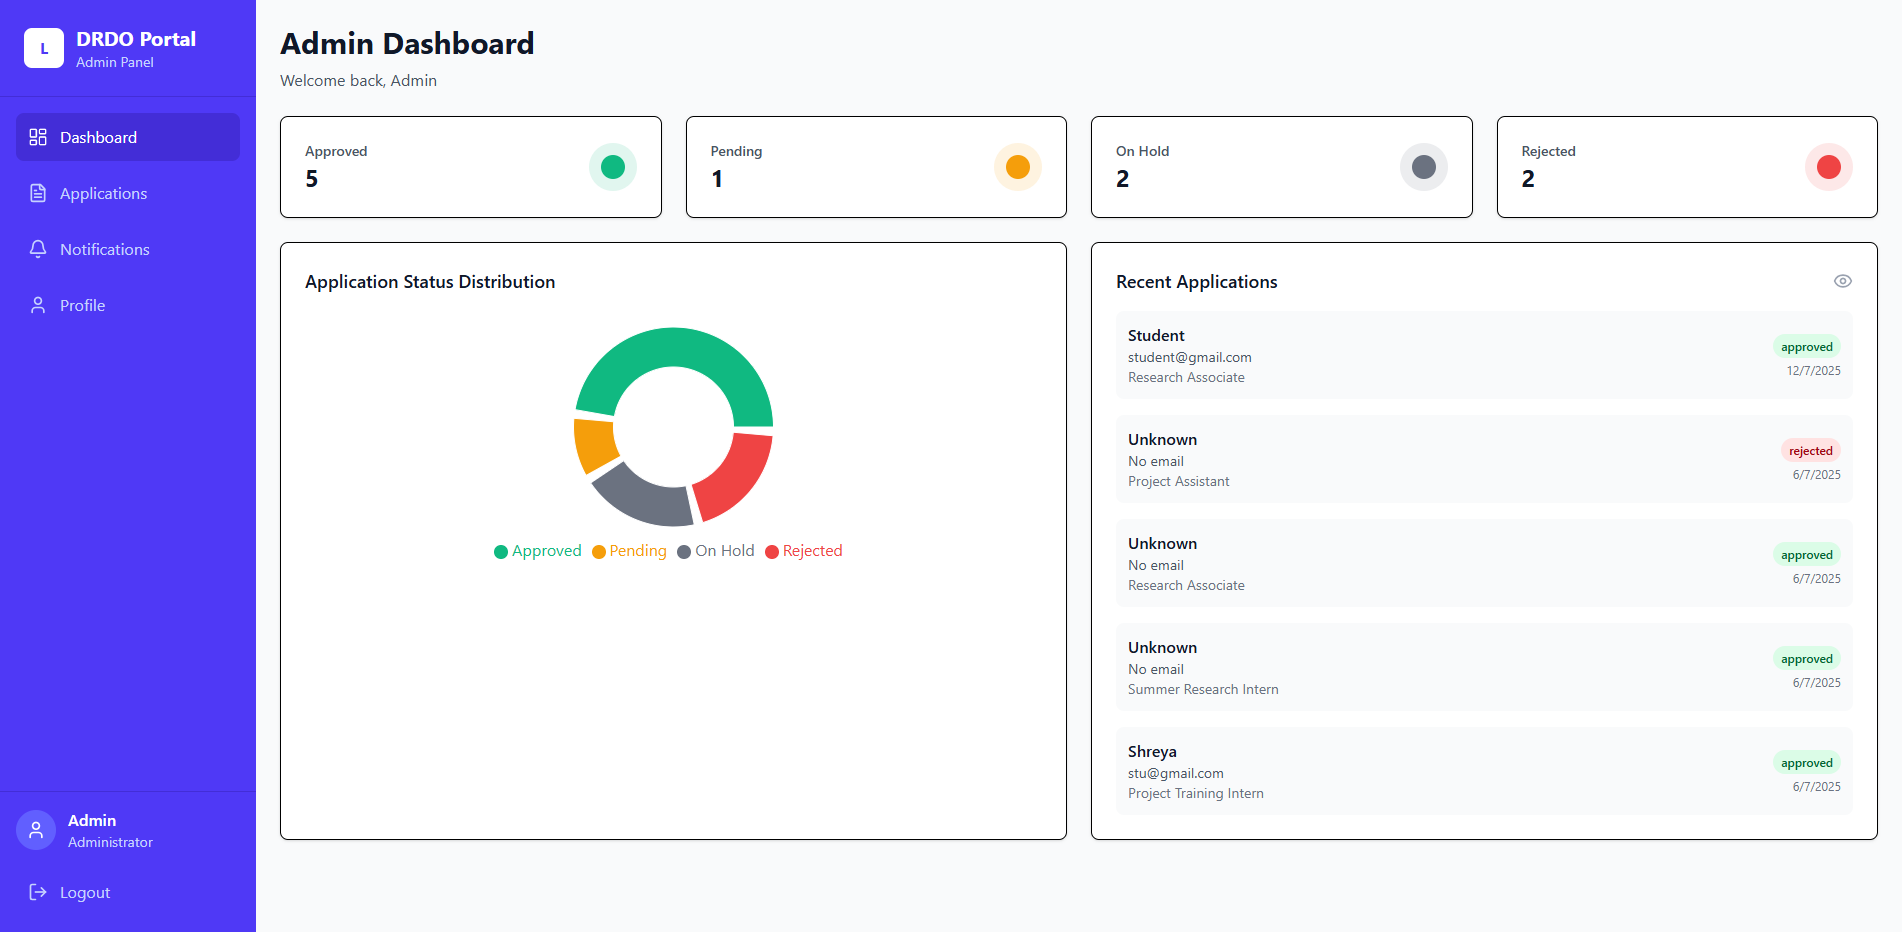 L
DRDO Portal
Admin Panel
Dashboard
Applications
Notifications
Profile
Admin
Administrator
Logout
Admin Dashboard
Welcome back, Admin
Approved
5
Pending
1
On Hold
2
Rejected
2
Application Status Distribution
Approved Pending On Hold Rejected
Recent Applications
Student
student@gmail.com
Research Associate
approved
12/7/2025
Unknown
No email
Project Assistant
rejected
6/7/2025
Unknown
No email
Research Associate
approved
6/7/2025
Unknown
No email
Summer Research Intern
approved
6/7/2025
Shreya
stu@gmail.com
Project Training Intern
approved
6/7/2025